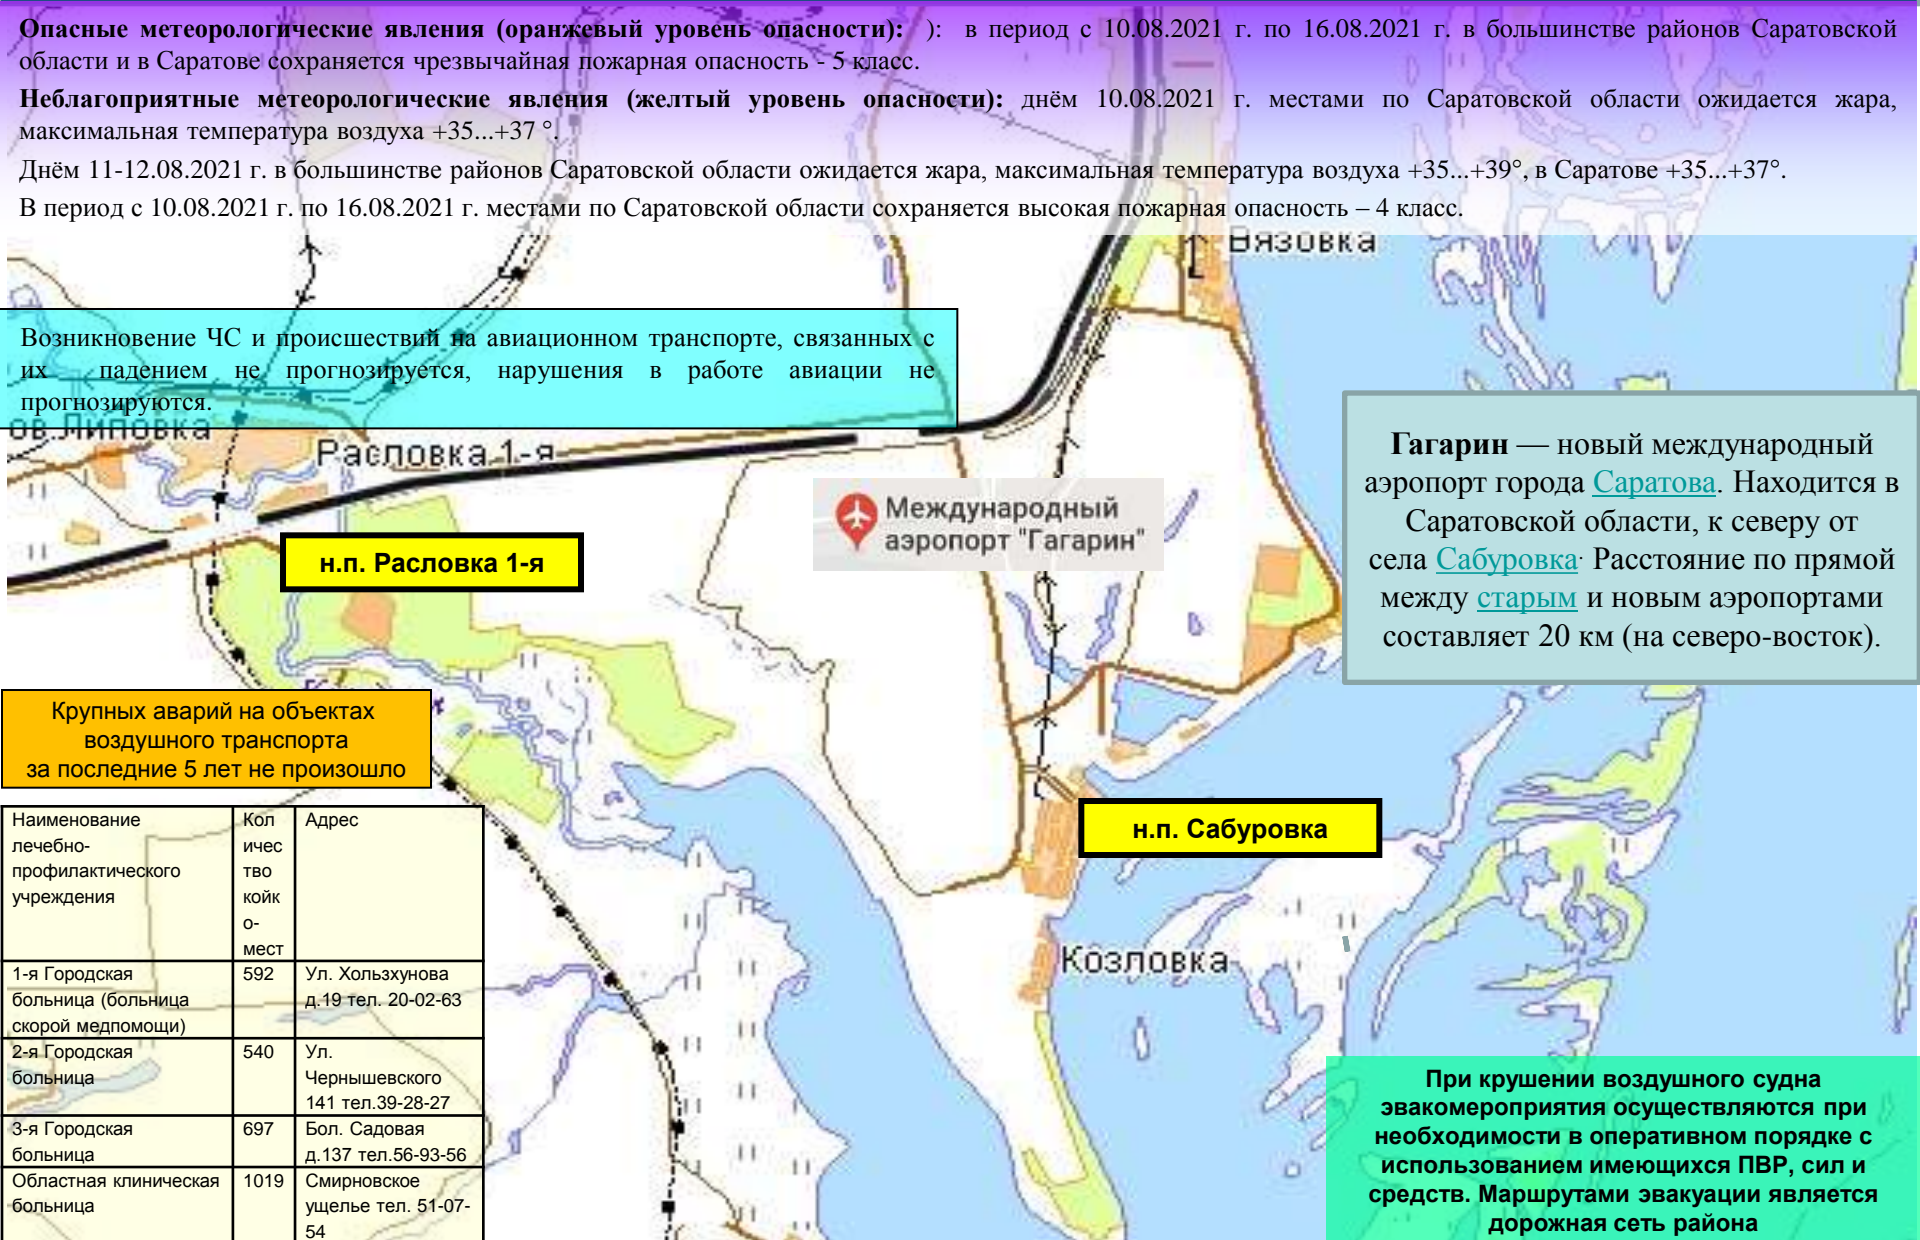 Опасные метеорологические явления (оранжевый уровень опасности): ): в период с 10.08.2021 г. по 16.08.2021 г. в большинстве районов Саратовской
области и в Саратове сохраняется чрезвычайная пожарная опасность - 5 класс.
Неблагоприятные метеорологические явления (желтый уровень опасности): днём 10.08.2021 г. местами по Саратовской области ожидается жара,
максимальная температура воздуха +35...+37 °.
Днём 11-12.08.2021 г. в большинстве районов Саратовской области ожидается жара, максимальная температура воздуха +35...+39°, в Саратове +35...+37°.
В период с 10.08.2021 г. по 16.08.2021 г. местами по Саратовской области сохраняется высокая пожарная опасность – 4 класс.
Вязовка
Возникновение ЧС и происшествий на авиационном транспорте, связанных с
их падением не прогнозируется, нарушения в работе авиации не
прогнозируются.
ов.Липовка
Расловка 1-я
Международный
аэропорт "Гагарин"
Гагарин — новый международный
аэропорт города Саратова. Находится в
Саратовской области, к северу от
села Сабуровка. Расстояние по прямой
между старым и новым аэропортами
составляет 20 км (на северо-восток).
н.п. Расловка 1-я
Крупных аварий на объектах
воздушного транспорта
за последние 5 лет не произошло
н.п. Сабуровка
Козловка
Наименование
лечебно-
профилактического
учреждения
Кол
ичес
тво
койк
о-
мест
Адрес
1-я Городская
больница (больница
скорой медпомощи)
592
Ул. Хользхунова
д.19 тел. 20-02-63
2-я Городская
больница
540
Ул.
Чернышевского
141 тел.39-28-27
3-я Городская
больница
697
Бол. Садовая
д.137 тел.56-93-56
Областная клиническая
больница
1019
Смирновское
ущелье тел. 51-07-
54
При крушении воздушного судна
эвакомероприятия осуществляются при
необходимости в оперативном порядке с
использованием имеющихся ПВР, сил и
средств. Маршрутами эвакуации является
дорожная сеть района